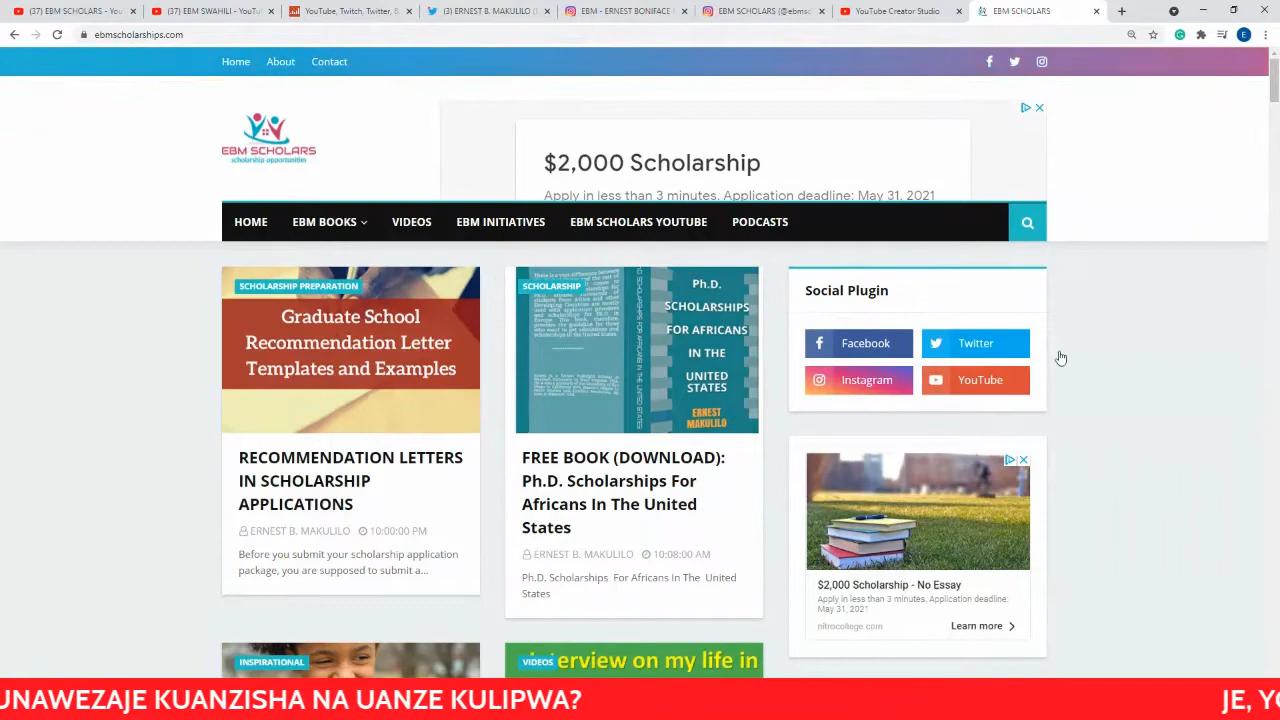 (37) EBM SCHOLARS - YouTu
(37) EBM SWAHILI - YouTu
YouTube, Twitch, Twitter, &
(3) ERNEST B. MAKULILO (
EBM - ERNEST BONIFACE
EBM SCHOLARS (@ebmsc
YouTube Creator Studio
EBM SCHOLARS
ebmscholarships.com
E
Home About Contact
EBM SCHOLARS
scholarship opportunities
$2,000 Scholarship
Apply in less than 3 minutes. Application deadline: May 31, 2021
HOME EBM BOOKS VIDEOS EBM INITIATIVES EBM SCHOLARS YOUTUBE PODCASTS
SCHOLARSHIP PREPARATION
Graduate School
Recommendation Letter
Templates and Examples
RECOMMENDATION LETTERS
IN SCHOLARSHIP
APPLICATIONS
ERNEST B. MAKULILO 10:00:00 PM
Before you submit your scholarship application
package, you are supposed to submit a...
SCHOLARSHIP
Ph.D.
SCHOLARSHIPS
FOR AFRICANS
IN THE
UNITED
STATES
ERNEST
MAKULILO
FREE BOOK (DOWNLOAD):
Ph.D. Scholarships For
Africans In The United
States
ERNEST B. MAKULILO 10:08:00 AM
Ph.D. Scholarships For Africans In The United
States
Social Plugin
Facebook Twitter
Instagram YouTube
$2,000 Scholarship - No Essay
Apply in less than 3 minutes. Application deadline:
May 31, 2021
nitrocollege.com Learn more
INSPIRATIONAL
VIDEOS
interview on my life in
UNAWEZAJE KUANZISHA NA UANZE KULIPWA? JE, YO